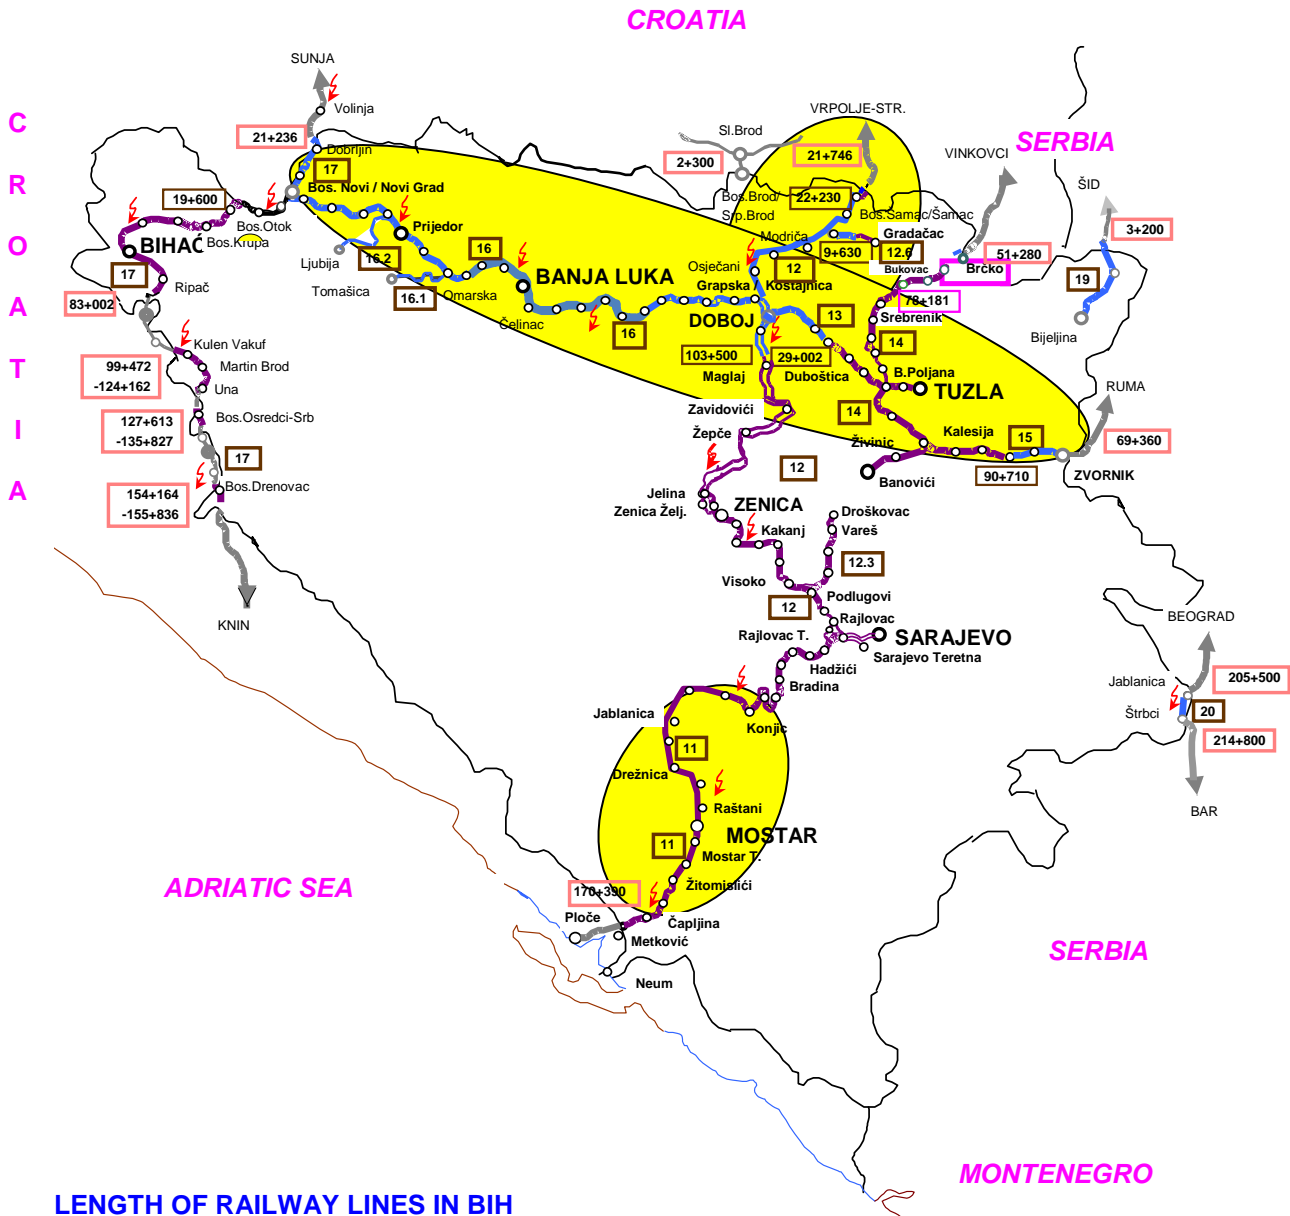 CROATIA
SUNJA
Volinja
21+236
Dobrljin
17
Bos. Novi / Novi Grad
19+600
Bos.Otok
Bos.Krupa
BIHAĆ
17
Ripač
83+002
Kulen Vakuf
99+472
-124+162
Martin Brod
Una
127+613
-135+827
Bos.Osredci-Srb
17
154+164
-155+836
Bos.Drenovac
KNIN
C
R
O
A
T
I
A
Prijedor
Ljubija
16.2
Tomašica
16.1
Omarska
16
BANJA LUKA
Čelinac
16
VRPOLJE-STR.
Sl.Brod
2+300
21+746
Bos.Brod/
Srp.Brod
22+230
Bos.Šamac/Šamac
Modriča
Gradačac
9+630
12.6
Osječani
12
Grapska
Kostajnica
DOBOJ
13
103+500
29+002
Maglaj
Duboštica
SERBIA
VINKOVCI
ŠID
3+200
51+280
Bukovac
Brčko
78+181
19
Bijeljina
Srebrenik
14
B.Poljana
TUZLA
RUMA
14
Zavidovići
Žepče
Živinic
Kalesija
15
69+360
12
Banovići
90+710
ZVORNIK
Jelina
Zenica Želj.
ZENICA
Droškovac
Vareš
Kakanj
12.3
Visoko
12
Podlugovi
Rajlovac
Rajlovac T.
SARAJEVO
Sarajevo Teretna
Hadžići
Bradina
BEOGRAD
Jablanica
205+500
Štrbci
20
214+800
BAR
Jablanica
Konjic
11
Drežnica
Raštani
MOSTAR
11
Mostar T.
Žitomislići
170+390
Ploče
Čapljina
Metković
Neum
ADRIATIC SEA
SERBIA
MONTENEGRO
LENGTH OF RAILWAY LINES IN BIH